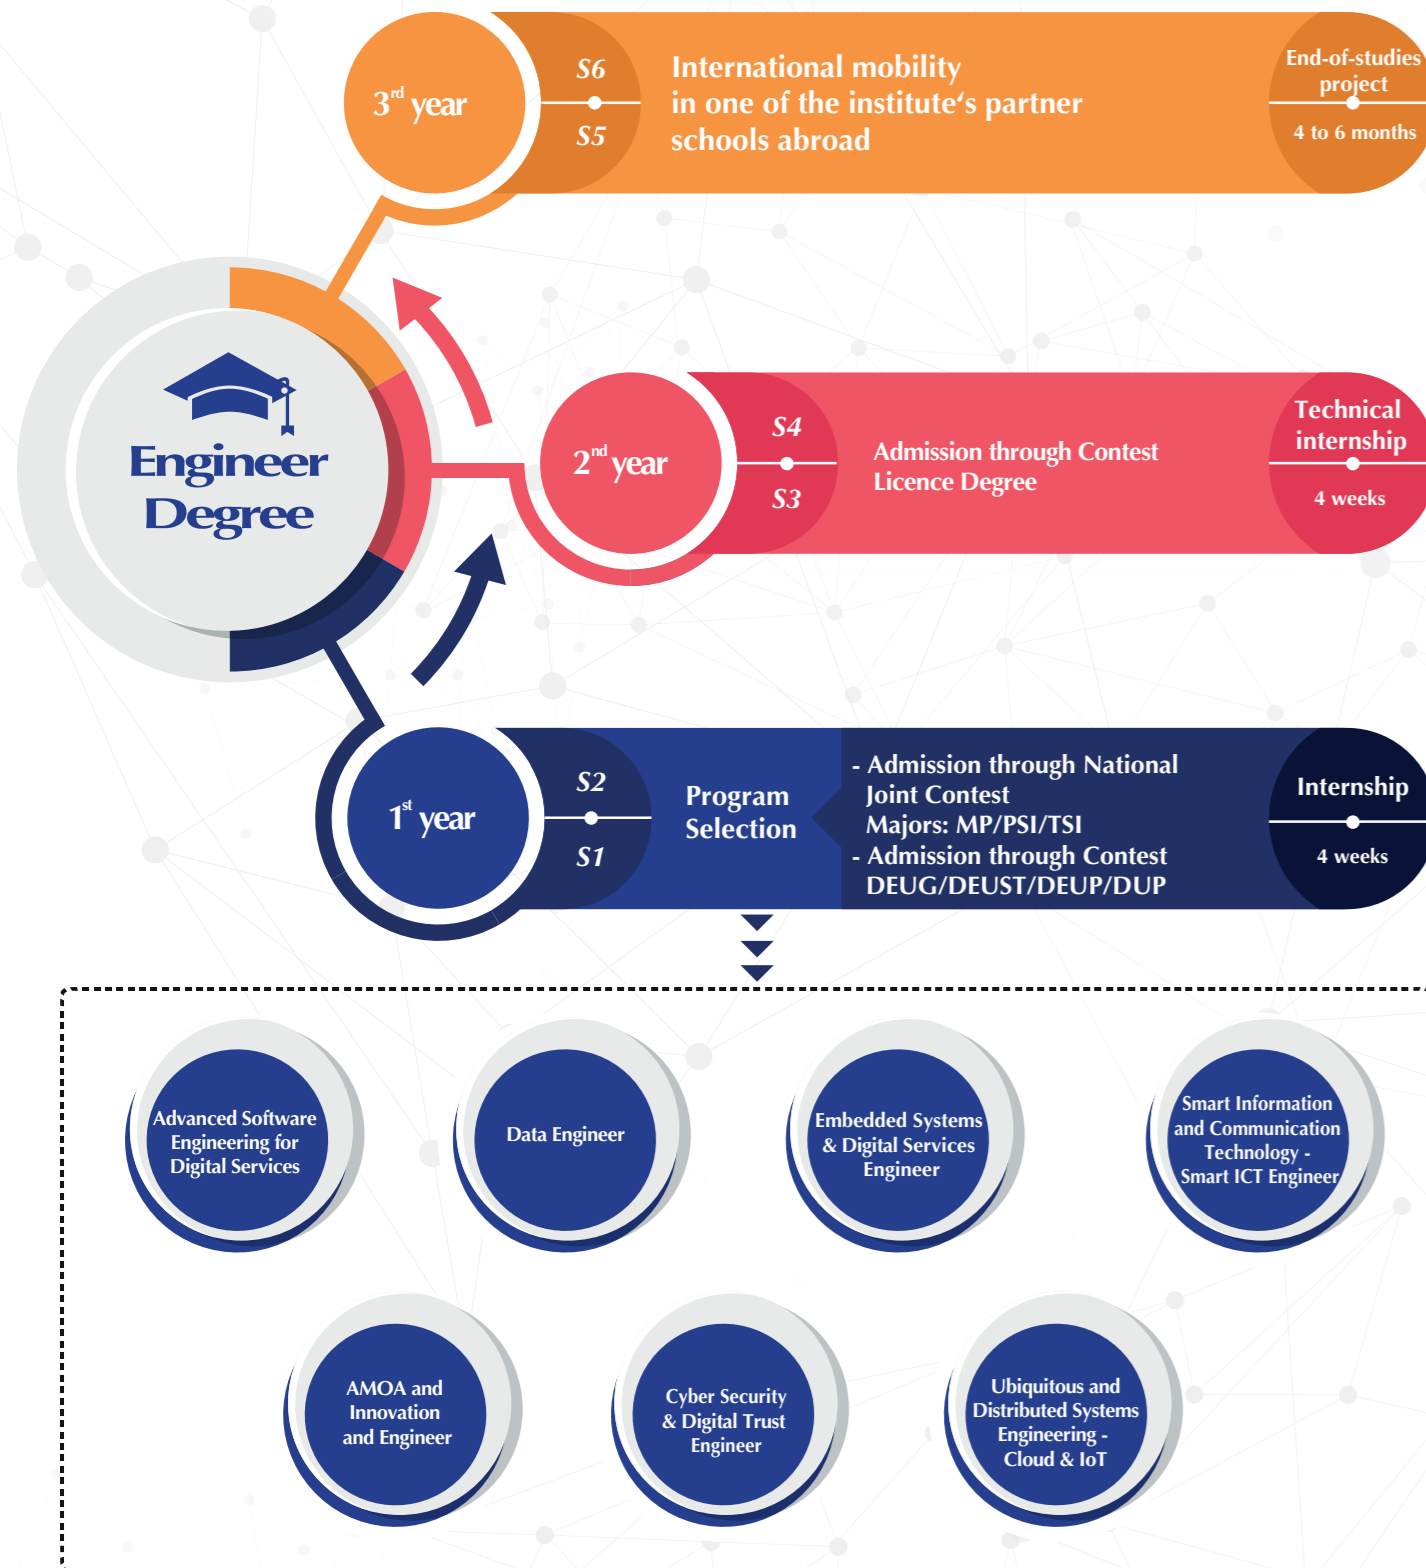 3rd year
S6
S5
International mobility
in one of the institute‘s partner
schools abroad
End-of-studies
project
4 to 6 months
Engineer
Degree
2nd year
S4
S3
Admission through Contest
Licence Degree
Technical
internship
4 weeks
1st year
S2
S1
Program
Selection
- Admission through National
Joint Contest
Majors: MP/PSI/TSI
- Admission through Contest
DEUG/DEUST/DEUP/DUP
Internship
4 weeks
Advanced Software
Engineering for
Digital Services
Data Engineer
Embedded Systems
& Digital Services
Engineer
Smart Information
and Communication
Technology -
Smart ICT Engineer
AMOA and
Innovation
and Engineer
Cyber Security
& Digital Trust
Engineer
Ubiquitous and
Distributed Systems
Engineering -
Cloud & IoT